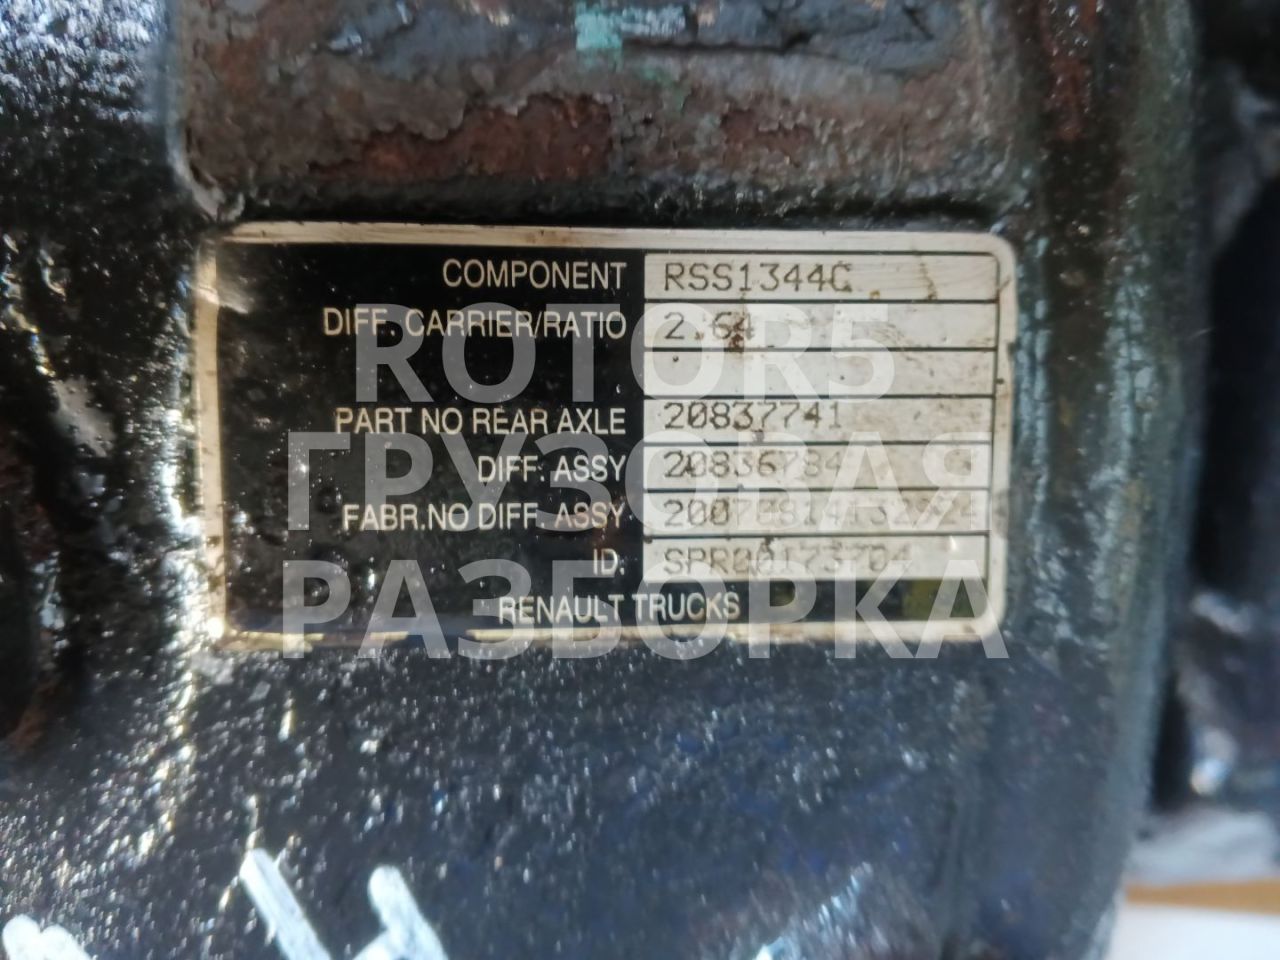 COMPONENT RSS1344C
DIFF. CARRIER/RATIO 2.64
PART NO REAR AXLE 20837741
DIFF. ASSY 20836784
FABR.NO DIFF. ASSY
ID. SPR00173704
RENAULT TRUCKS
ROTOR5
ГРУЗОВАЯ
РАЗБОРКА